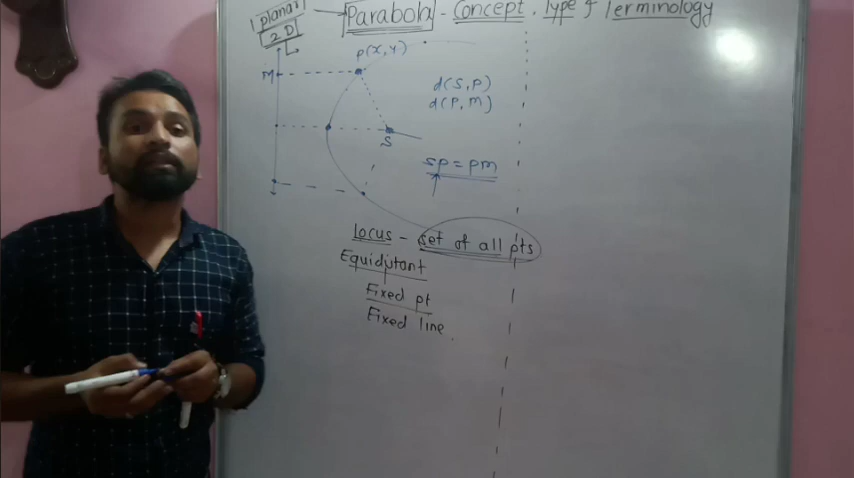 planar
2D
Parabola - Concept, Type & Terminology
P(x,y)
M
d(S,P)
d(P,M)
S
SP = PM
Locus - set of all pts
Equidistant
Fixed pt
Fixed line.